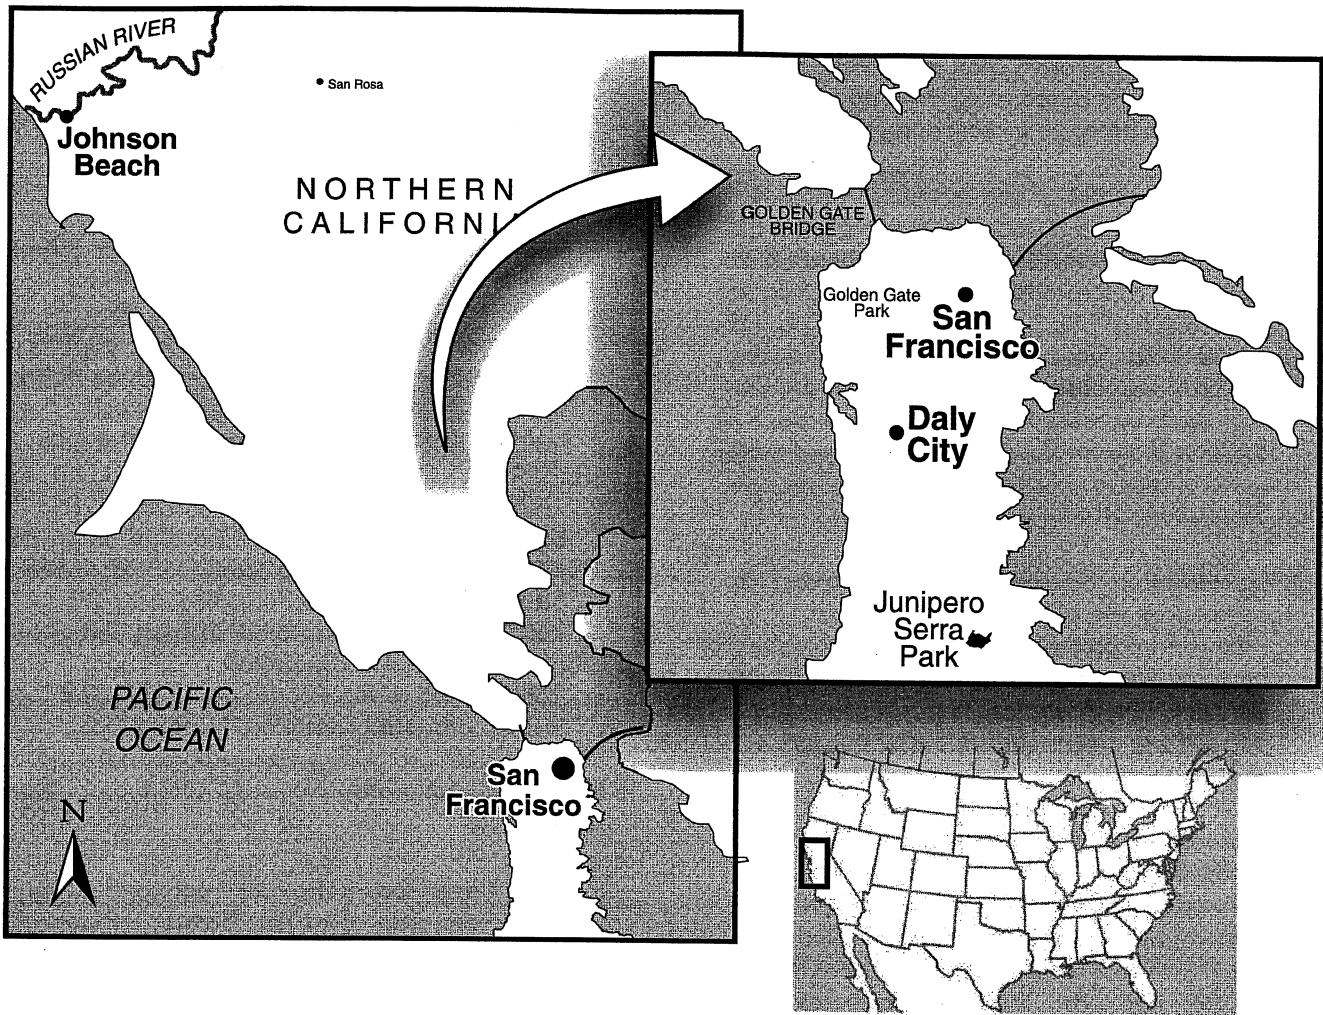 RUSSIAN RIVER
San Rosa
Johnson
Beach
NORTHERN
CALIFORNI
PACIFIC
OCEAN
San
Francisco
N
GOLDEN GATE
BRIDGE
Golden Gate
Park
San
Francisco
Daly
City
Junipero
Serra
Park